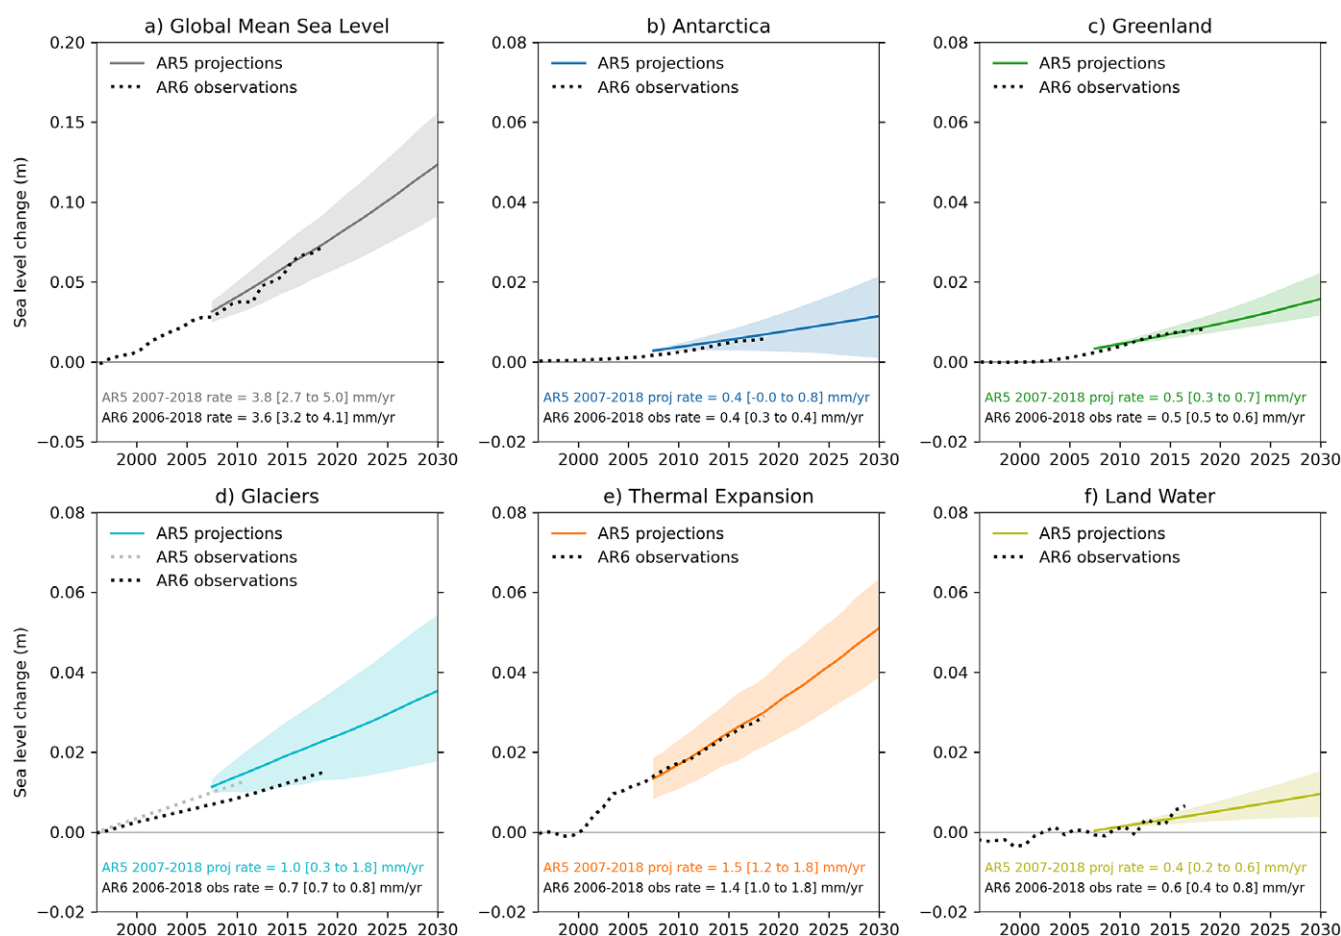 a) Global Mean Sea Level
AR5 projections
AR6 observations
Sea level change (m)
0.20
0.15
0.10
0.05
0.00
−0.05
AR5 2007-2018 rate = 3.8 [2.7 to 5.0] mm/yr
AR6 2006-2018 rate = 3.6 [3.2 to 4.1] mm/yr
2000 2005 2010 2015 2020 2025 2030
b) Antarctica
AR5 projections
AR6 observations
0.08
0.06
0.04
0.02
0.00
−0.02
AR5 2007-2018 proj rate = 0.4 [-0.0 to 0.8] mm/yr
AR6 2006-2018 obs rate = 0.4 [0.3 to 0.4] mm/yr
2000 2005 2010 2015 2020 2025 2030
c) Greenland
AR5 projections
AR6 observations
0.08
0.06
0.04
0.02
0.00
−0.02
AR5 2007-2018 proj rate = 0.5 [0.3 to 0.7] mm/yr
AR6 2006-2018 obs rate = 0.5 [0.5 to 0.6] mm/yr
2000 2005 2010 2015 2020 2025 2030
d) Glaciers
AR5 projections
AR5 observations
AR6 observations
Sea level change (m)
0.08
0.06
0.04
0.02
0.00
−0.02
AR5 2007-2018 proj rate = 1.0 [0.3 to 1.8] mm/yr
AR6 2006-2018 obs rate = 0.7 [0.7 to 0.8] mm/yr
2000 2005 2010 2015 2020 2025 2030
e) Thermal Expansion
AR5 projections
AR6 observations
0.08
0.06
0.04
0.02
0.00
−0.02
AR5 2007-2018 proj rate = 1.5 [1.2 to 1.8] mm/yr
AR6 2006-2018 obs rate = 1.4 [1.0 to 1.8] mm/yr
2000 2005 2010 2015 2020 2025 2030
f) Land Water
AR5 projections
AR6 observations
0.08
0.06
0.04
0.02
0.00
−0.02
AR5 2007-2018 proj rate = 0.4 [0.2 to 0.6] mm/yr
AR6 2006-2018 obs rate = 0.6 [0.4 to 0.8] mm/yr
2000 2005 2010 2015 2020 2025 2030